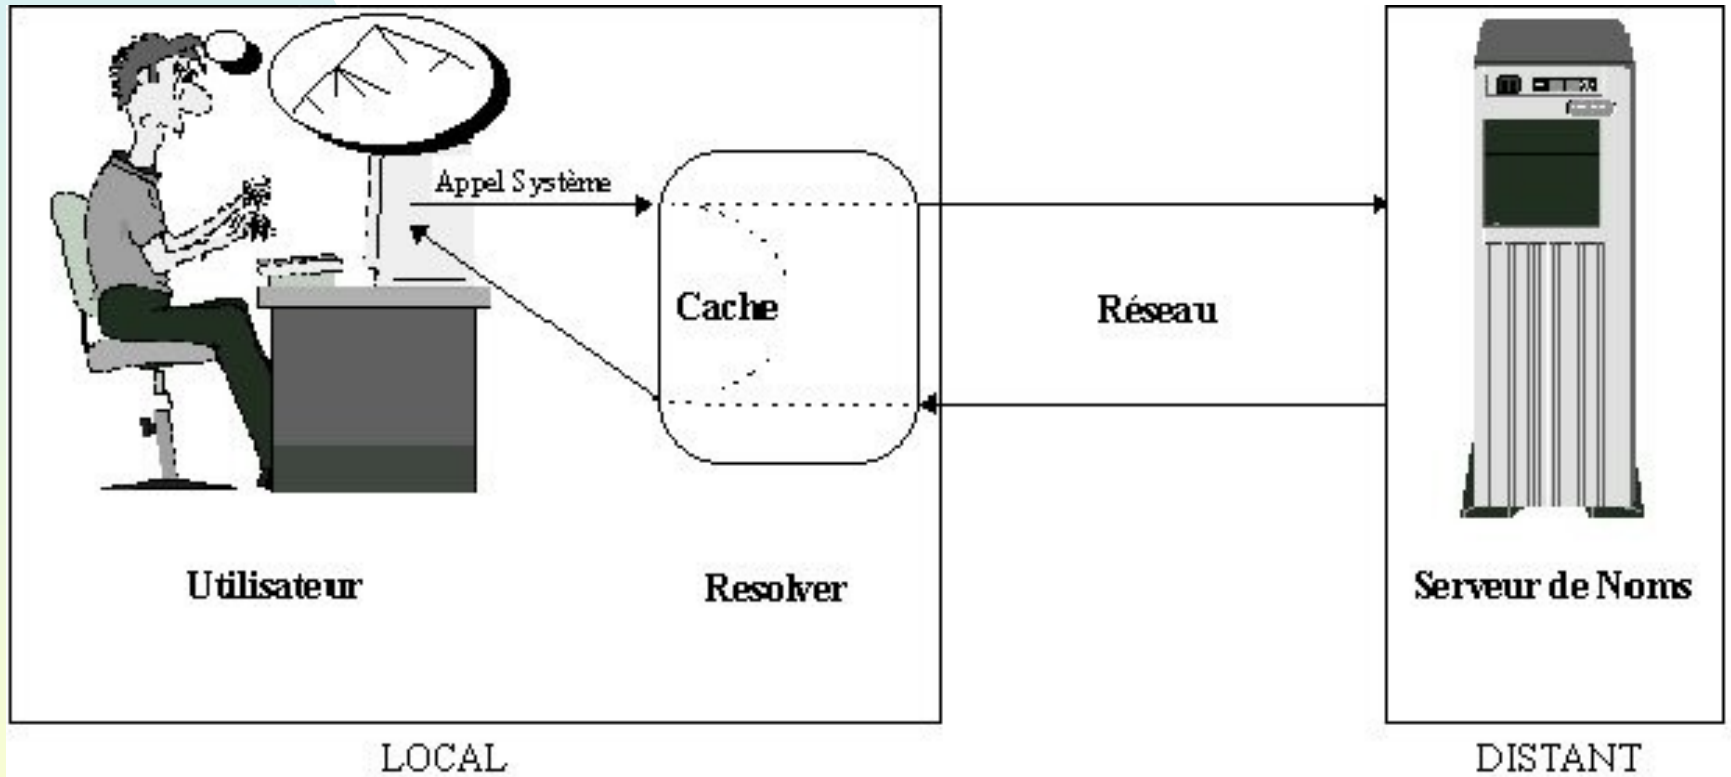 Appel Système
Cache
Réseau
Utilisateur
Resolver
Serveur de Noms
LOCAL
DISTANT